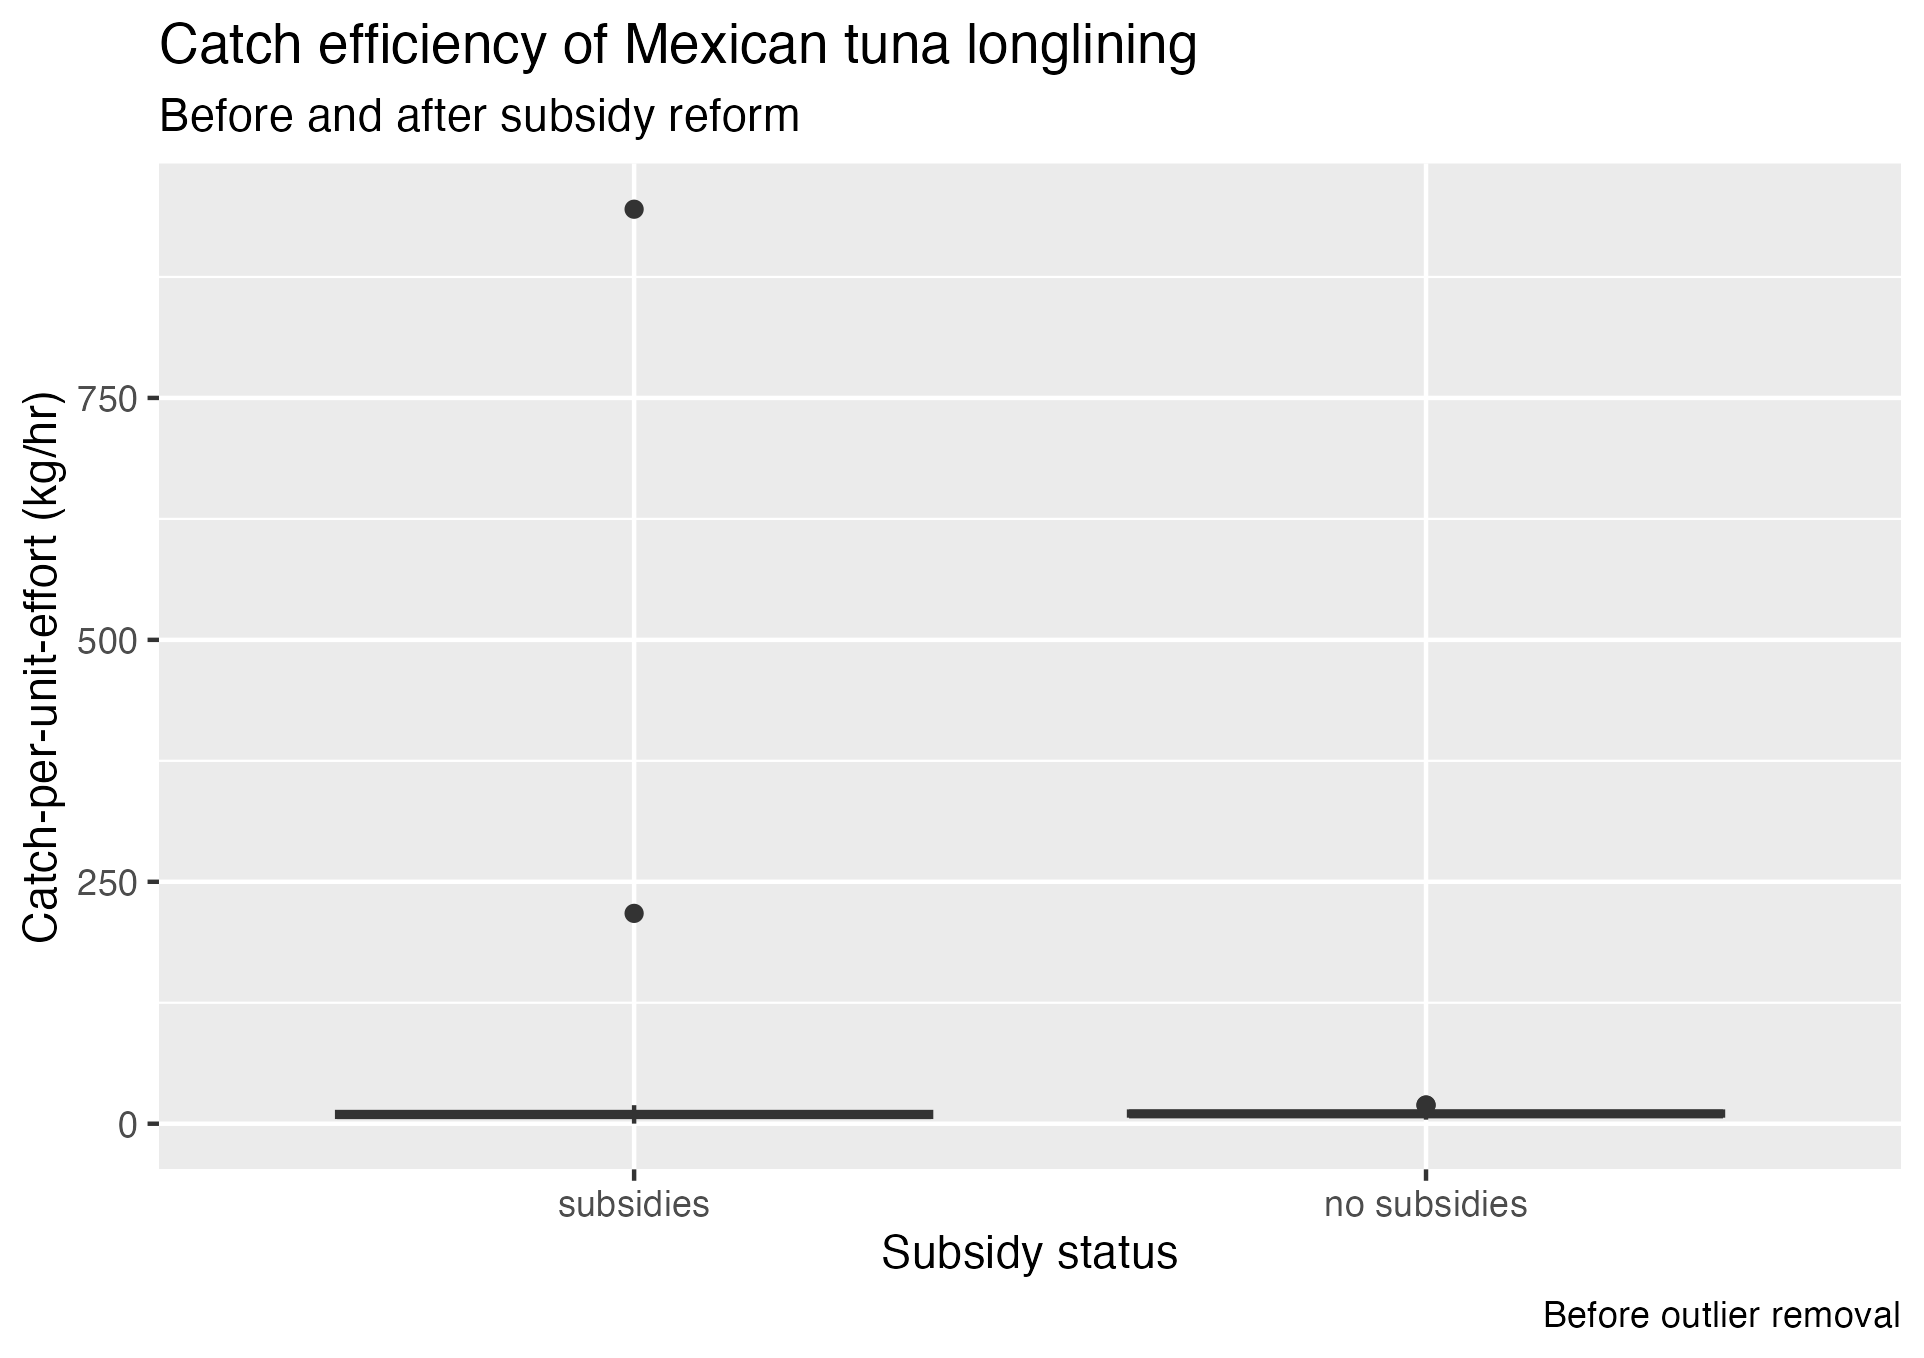 Catch efficiency of Mexican tuna longlining
Before and after subsidy reform
Catch-per-unit-effort (kg/hr)
750
500
250
0
subsidies
no subsidies
Subsidy status
Before outlier removal